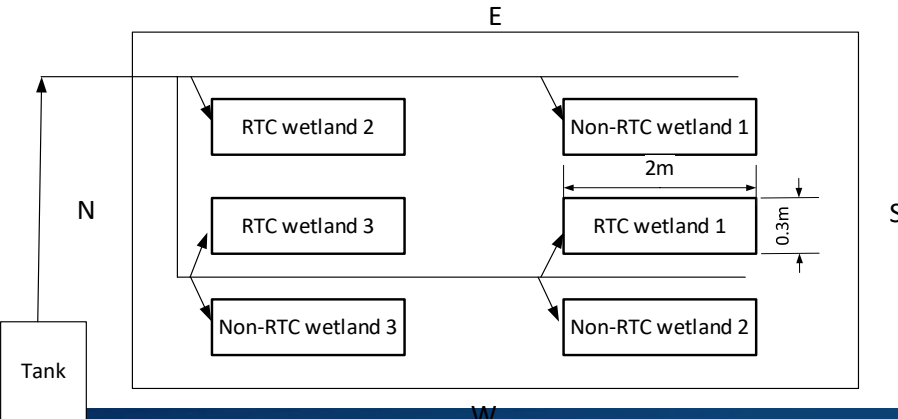 E
RTC wetland 2
Non-RTC wetland 1
2m
N
RTC wetland 3
RTC wetland 1
0.3m
S
Non-RTC wetland 3
Non-RTC wetland 2
Tank
W